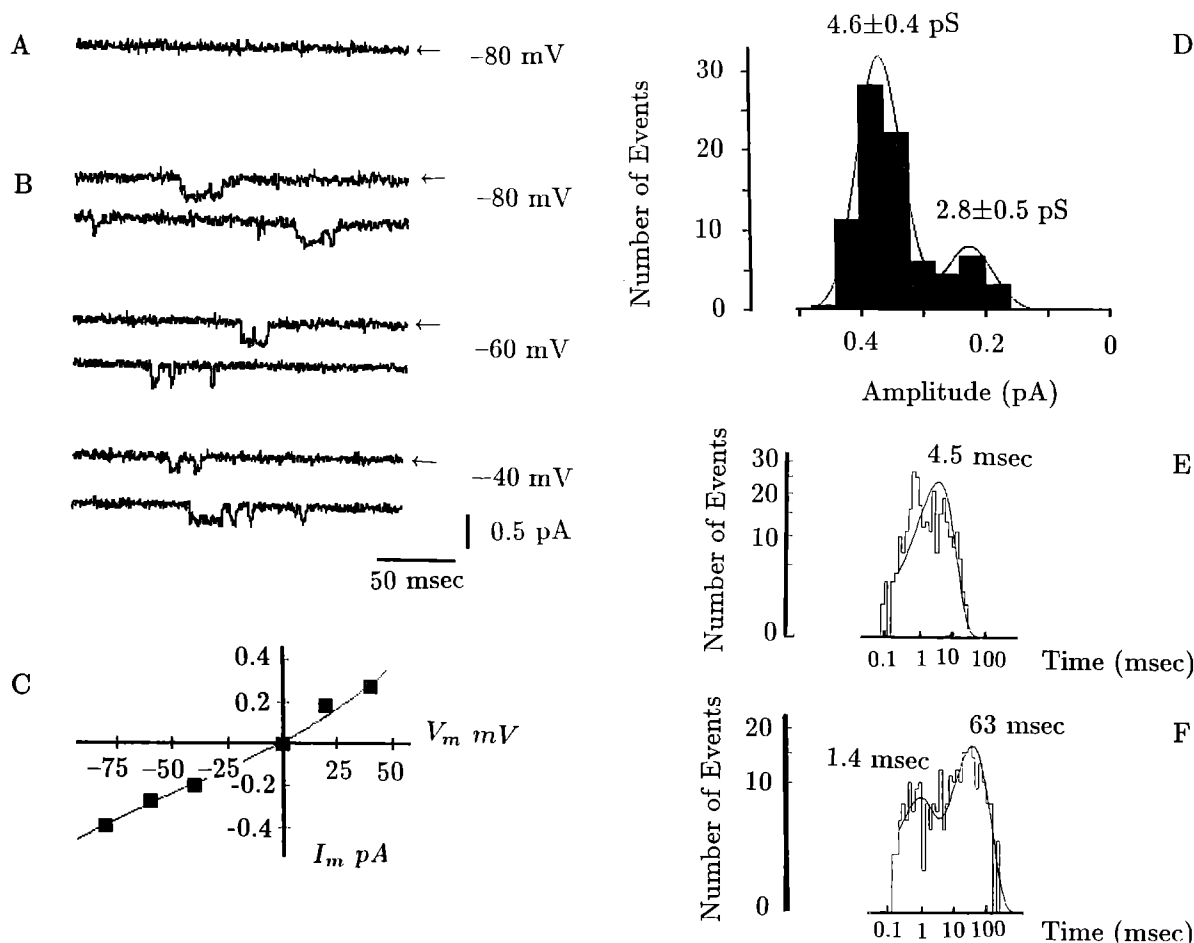 A
← −80 mV
B
← −80 mV
← −60 mV
← −-40 mV
0.5 pA
50 msec
C
0.4
0.2
V_m mV
−75 −50 −25 25 50
-0.2
-0.4
I_m pA
D
4.6±0.4 pS
2.8±0.5 pS
Number of Events
30
20
10
0
0.4 0.2 0
Amplitude (pA)
E
4.5 msec
Number of Events
30
20
10
0
0.1 1 10 100 Time (msec)
F
63 msec
1.4 msec
Number of Events
20
10
0
0.1 1 10 100 Time (msec)